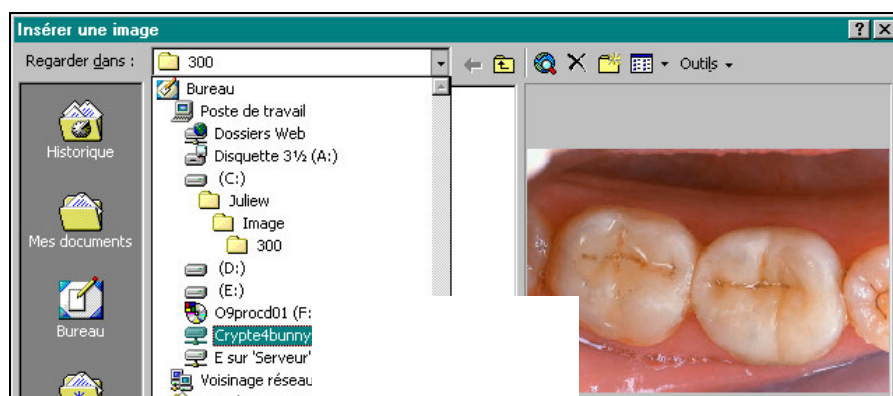 Insérer une image
Regarder dans :
300
Outils
Bureau
Poste de travail
Dossiers Web
Disquette 3½ (A:)
(C:)
Juliew
Image
300
(D:)
(E:)
O9procd01 (F:
Crypte4bunny
E sur 'Serveur'
Voisinage réseau
Historique
Mes documents
Bureau